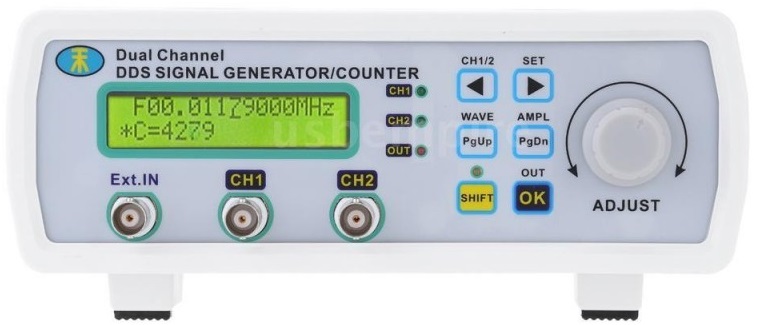 Dual Channel
DDS SIGNAL GENERATOR/COUNTER
F00.01179000MHz
*C=4279
CH1
CH2
OUT
Ext.IN
CH1
CH2
CH1/2
SET
WAVE
AMPL
PgUp
PgDn
OUT
SHIFT
OK
ADJUST